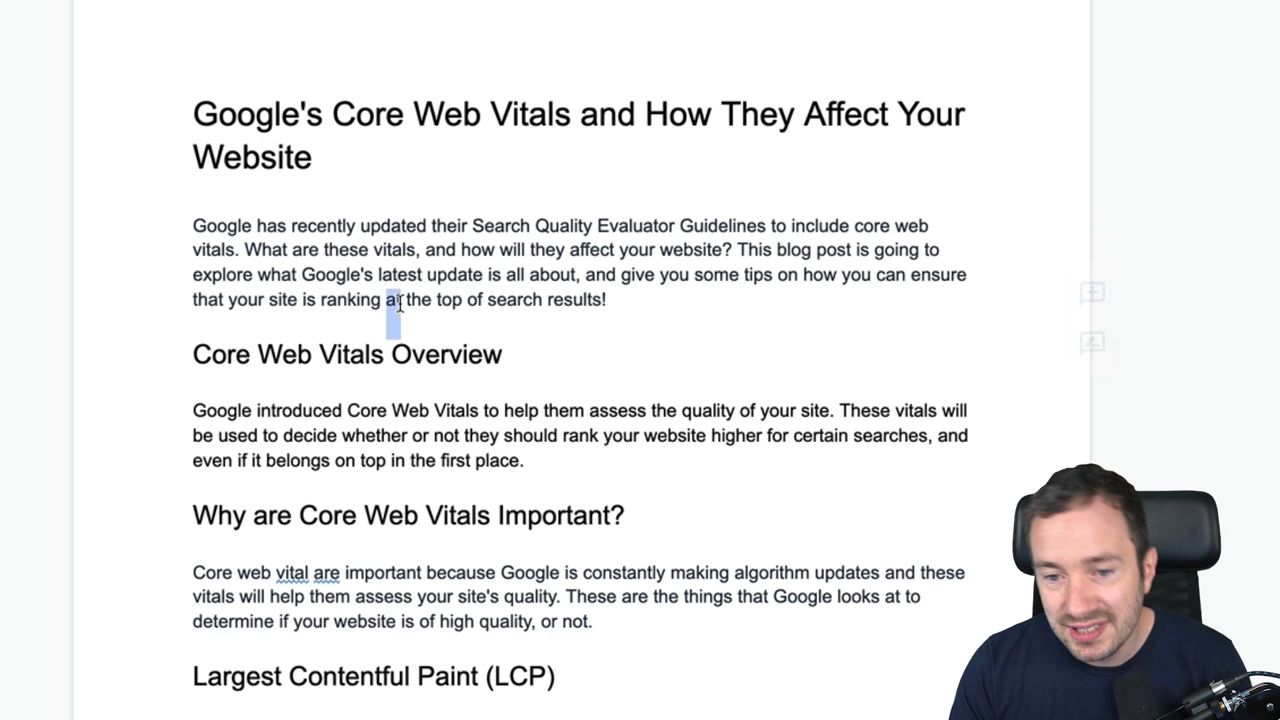 Google's Core Web Vitals and How They Affect Your
Website
Google has recently updated their Search Quality Evaluator Guidelines to include core web
vitals. What are these vitals, and how will they affect your website? This blog post is going to
explore what Google's latest update is all about, and give you some tips on how you can ensure
that your site is ranking at the top of search results!
Core Web Vitals Overview
Google introduced Core Web Vitals to help them assess the quality of your site. These vitals will
be used to decide whether or not they should rank your website higher for certain searches, and
even if it belongs on top in the first place.
Why are Core Web Vitals Important?
Core web vital are important because Google is constantly making algorithm updates and these
vitals will help them assess your site's quality. These are the things that Google looks at to
determine if your website is of high quality, or not.
Largest Contentful Paint (LCP)